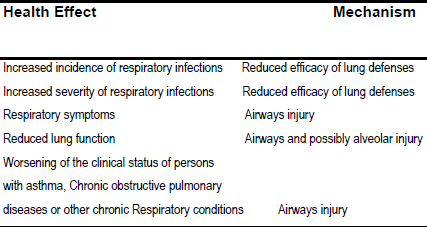 Health Effect Mechanism
Increased incidence of respiratory infections Reduced efficacy of lung defenses
Increased severity of respiratory infections Reduced efficacy of lung defenses
Respiratory symptoms Airways injury
Reduced lung function Airways and possibly alveolar injury
Worsening of the clinical status of persons
with asthma, Chronic obstructive pulmonary
diseases or other chronic Respiratory conditions Airways injury